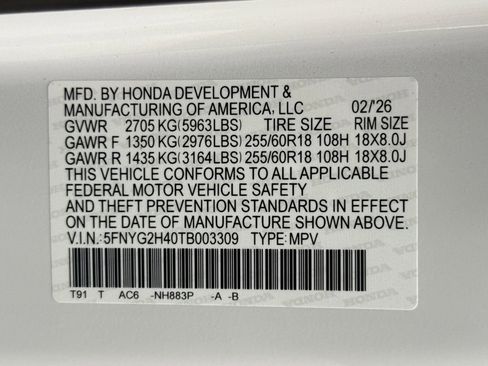 MFD. BY HONDA DEVELOPMENT &
MANUFACTURING OF AMERICA, LLC 02/'26
GVWR 2705 KG(5963LBS) TIRE SIZE RIM SIZE
GAWR F 1350 KG(2976LBS) 255/60R18 108H 18X8.0J
GAWR R 1435 KG(3164LBS) 255/60R18 108H 18X8.0J
THIS VEHICLE CONFORMS TO ALL APPLICABLE
FEDERAL MOTOR VEHICLE SAFETY
AND THEFT PREVENTION STANDARDS IN EFFECT
ON THE DATE OF MANUFACTURE SHOWN ABOVE.
V.I.N.:5FNYG2H40TB003309 TYPE:MPV
T91 T AC6 -NH883P -A -B